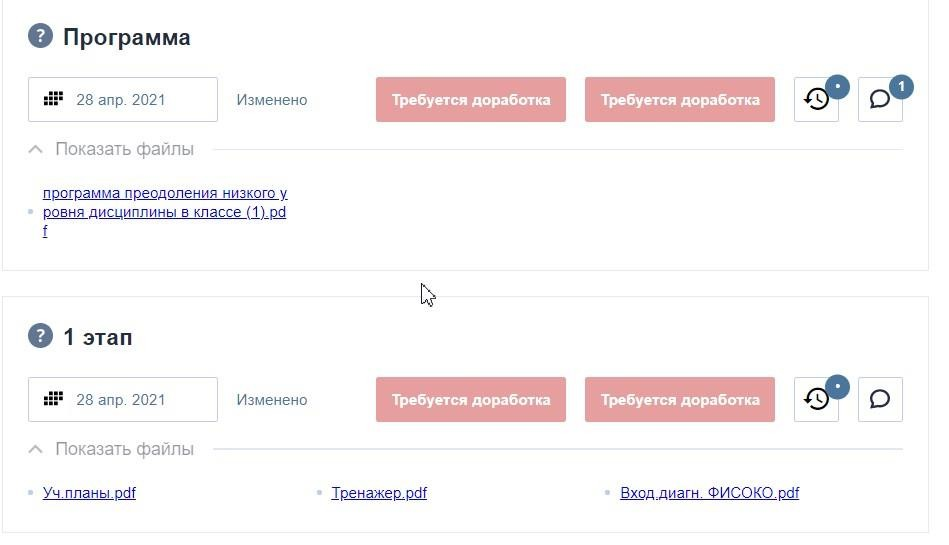 ? Программа
28 апр. 2021 Изменено Требуется доработка Требуется доработка • 1
Показать файлы
программа преодоления низкого у
ровня дисциплины в классе (1).pd
f
? 1 этап
28 апр. 2021 Изменено Требуется доработка Требуется доработка •
Показать файлы
Уч.планы.pdf Тренажер.pdf Вход.диагн. ФИСОКО.pdf